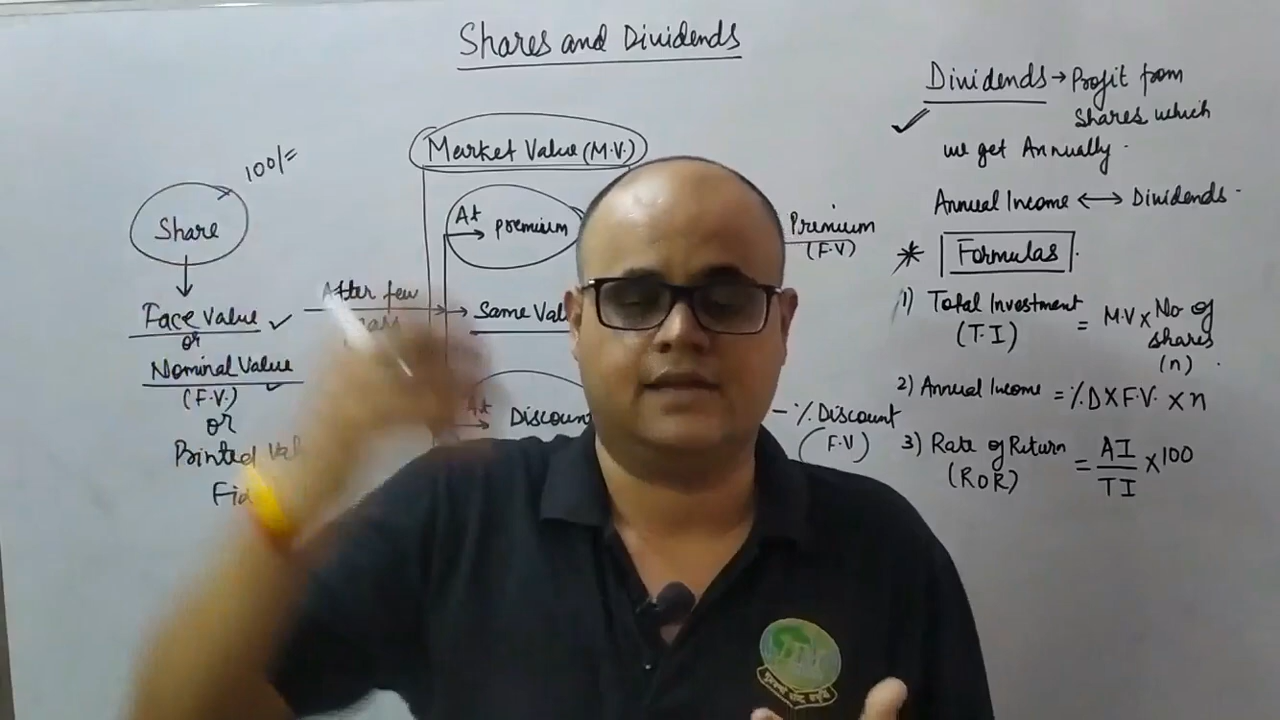 Shares and Dividends
100/=
Share
Face Value
or
Nominal Value
(F.V.)
or
Printed
Market Value (M.V.)
At premium
After few
Same
At Discount
Premium
(F.V)
- % Discount
(F.V)
Dividends → Profit from
shares which
we get Annually.
Annual Income ↔ Dividends.
* Formulas
1) Total Investment = M.V × No of shares
(T.I) (n).
2) Annual Income = %D × F.V. × n
3) Rate of Return = AI/TI × 100
(ROR)